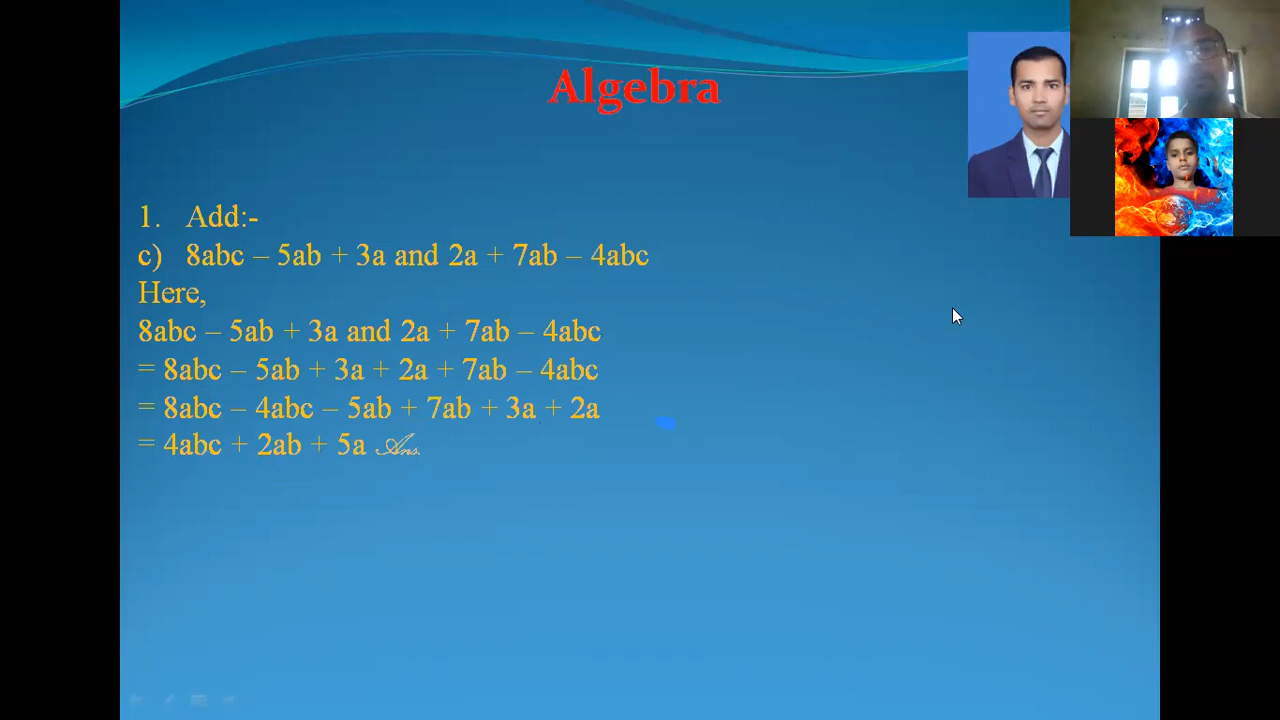 Algebra
1. Add:-
c) 8abc – 5ab + 3a and 2a + 7ab – 4abc
Here,
8abc – 5ab + 3a and 2a + 7ab – 4abc
= 8abc – 5ab + 3a + 2a + 7ab – 4abc
= 8abc – 4abc – 5ab + 7ab + 3a + 2a
= 4abc + 2ab + 5a Ans.